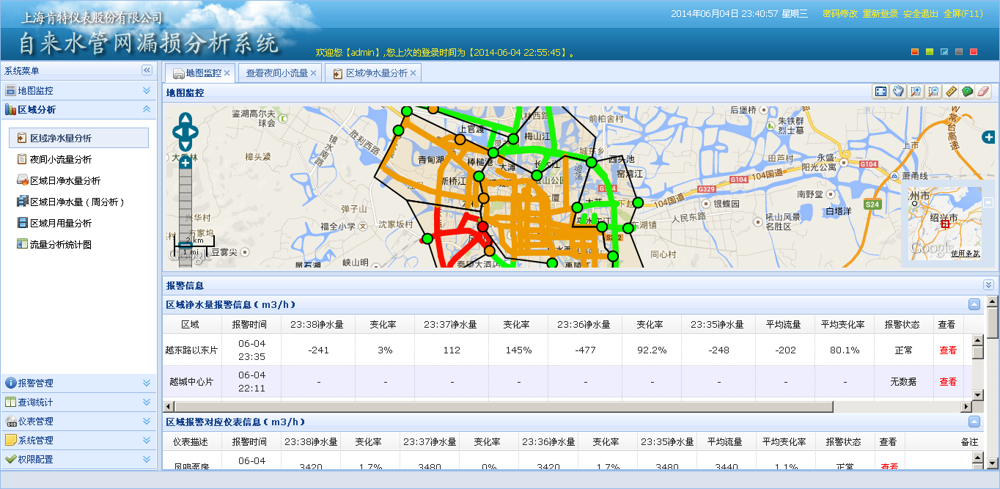 上海肯特仪表股份有限公司
自来水管网漏损分析系统
2014年06月04日 23:40:57 星期三 密码修改 重新登录 安全退出 全屏(F11)
欢迎您【admin】,您上次的登录时间为【2014-06-04 22:55:45】。
系统菜单
地图监控
区域分析
区域净水量分析
夜间小流量分析
区域日净水量分析
区域日净水量（周分析）
区域月用量分析
流量分析统计图
报警管理
查询统计
仪表管理
系统管理
权限配置
地图监控 查看夜间小流量 区域净水量分析
地图监控
鉴湖高尔夫
球会
胜利西路
镜水南路
樟头溇
兴华村
方家坞
2 km
1 mi
豆雾尖
弹子山
福全小学
沈家坂村
峡山明
上官渡
梅山江
青甸湖
大滩
前柏舍村
城东乡
西头池
窑湾江
东湖镇
同心村
后堡桥
朱铁群
烈士墓
上市
田芦村
永盛
阳光公寓
G104
104国道
G329
G104
104国道
萧甬线
南野堂
银蝶园
白塔洋
S24
人民东路
吼山风景
名胜区
常台高速
绍兴市
Google
使用条款
报警信息
区域净水量报警信息 ( m3/h )
区域 报警时间 23:38净水量 变化率 23:37净水量 变化率 23:36净水量 变化率 23:35净水量 平均流量 平均变化率 报警状态 查看
越东路以东片 06-04 23:35 -241 3% 112 145% -477 92.2% -248 -202 80.1% 正常 查看
越城中心片 06-04 22:11 - - - - - - - - - 无数据 查看
区域报警对应仪表信息 ( m3/h )
仪表描述 报警时间 23:38净水量 变化率 23:37净水量 变化率 23:36净水量 变化率 23:35净水量 平均流量 平均变化率 报警状态 查看 备注
凤鸣泵房 06-04 3420 1.7% 3480 0% 3420 1.7% 3480 3440 1.1% 正常 查看